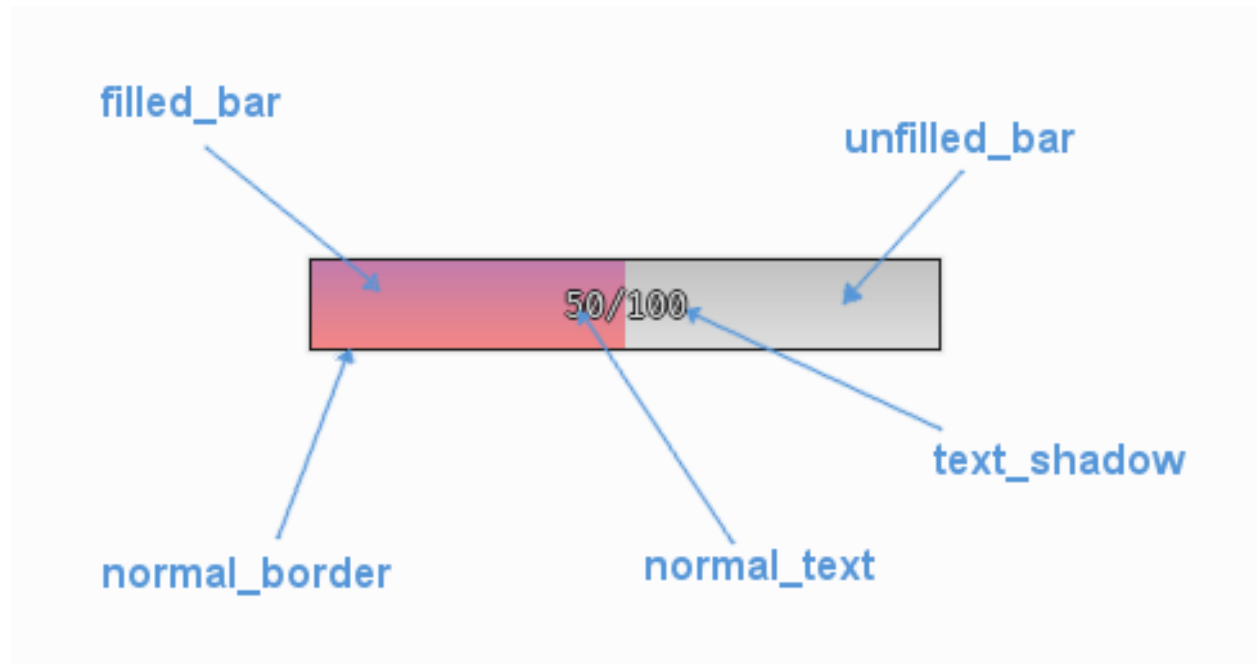 filled_bar
unfilled_bar
50/100
text_shadow
normal_border
normal_text